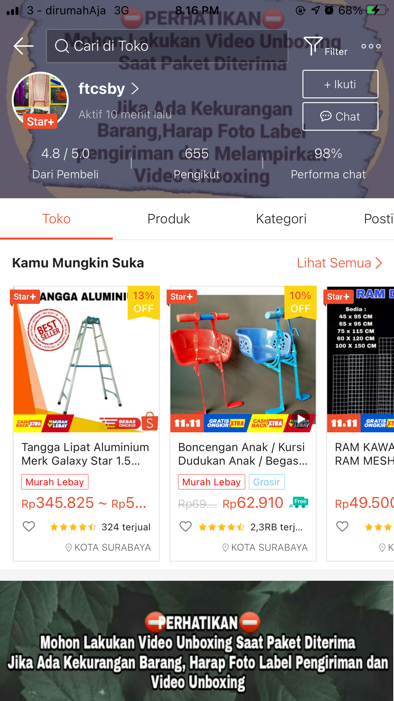 3 - dirumahAja 3G 8.16 PM 68%
⛔PERHATIKAN⛔
Mohon Lakukan Video Unboxing
Saat Paket Diterima
Cari di Toko
Filter
ftcsby
Aktif 10 menit lalu
Star+
+ Ikuti
Chat
Jika Ada Kekurangan
Barang,Harap Foto Label
pengiriman dan Melampirkan
Video Unboxing
4.8 / 5.0 655 98%
Dari Pembeli Pengikut Performa chat
Toko Produk Kategori Posti
Kamu Mungkin Suka Lihat Semua
Star+
TANGGA ALUMINI
13%
OFF
BEST
SELLER
CASHBACK XTRA MURAH LEBAY BEBAS ONGKIR
Tangga Lipat Aluminium
Merk Galaxy Star 1.5...
Murah Lebay
Rp345.825 ~ Rp5...
324 terjual
KOTA SURABAYA
Star+
10%
OFF
11.11 GRATIS ONGKIR XTRA CASHBACK XTRA MURAH LEBAY
Boncengan Anak / Kursi
Dudukan Anak / Begas...
Murah Lebay Grosir
Rp69.... Rp62.910 Free
2,3RB terj...
KOTA SURABAYA
Star+
RAM D
Sedia :
45 x 95 CM
65 x 95 CM
75 x 115 CM
60 X 120 CM
100 X 150 CM
11.11 GRATIS ONGKIR
RAM KAWA
RAM MESH
Rp49.500
K
⛔PERHATIKAN⛔
Mohon Lakukan Video Unboxing Saat Paket Diterima
Jika Ada Kekurangan Barang, Harap Foto Label Pengiriman dan
Video Unboxing